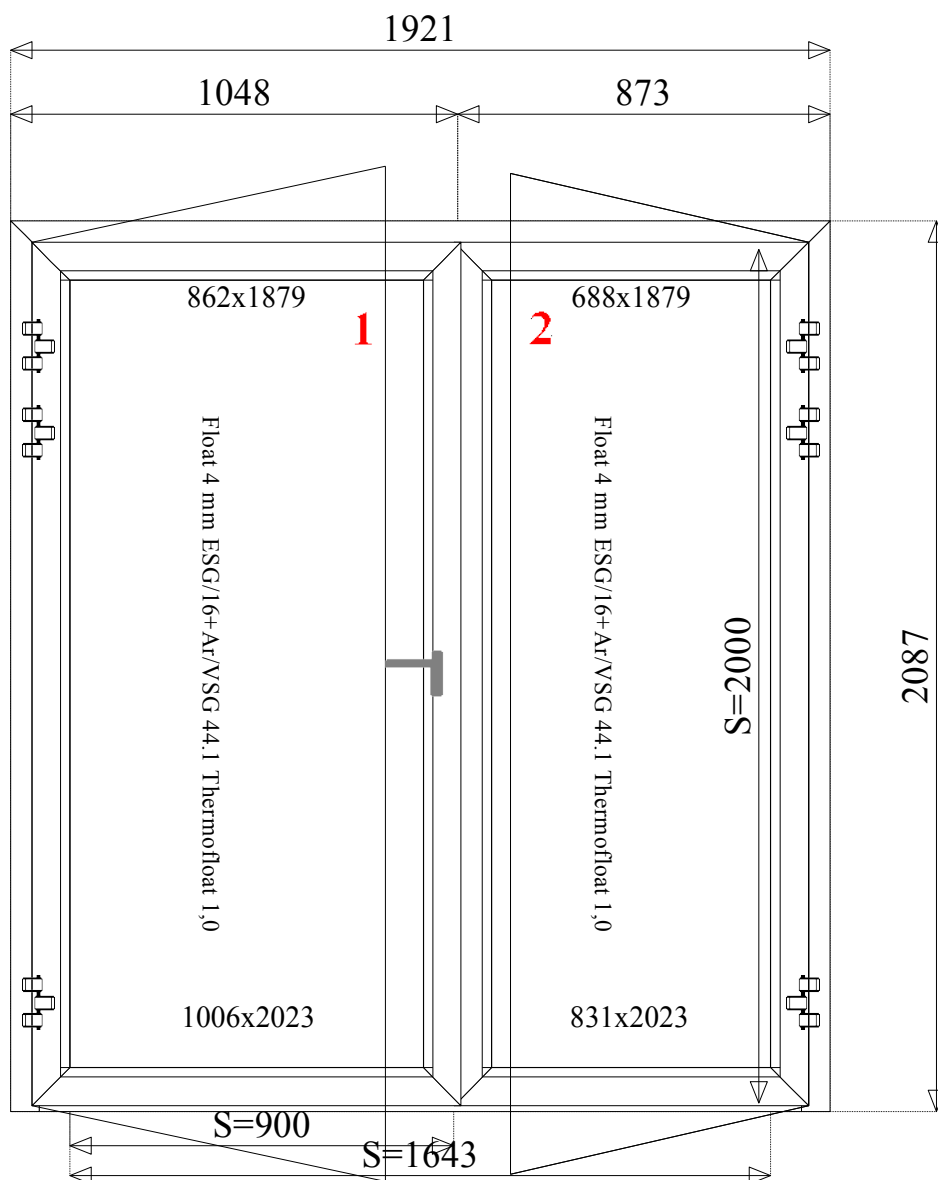 1921
1048
873
862x1879
688x1879
1
2
Float 4 mm ESG/16+Ar/VSG 44.1 Thermofloat 1,0
Float 4 mm ESG/16+Ar/VSG 44.1 Thermofloat 1,0
S=2000
2087
1006x2023
831x2023
S=900
S=1643